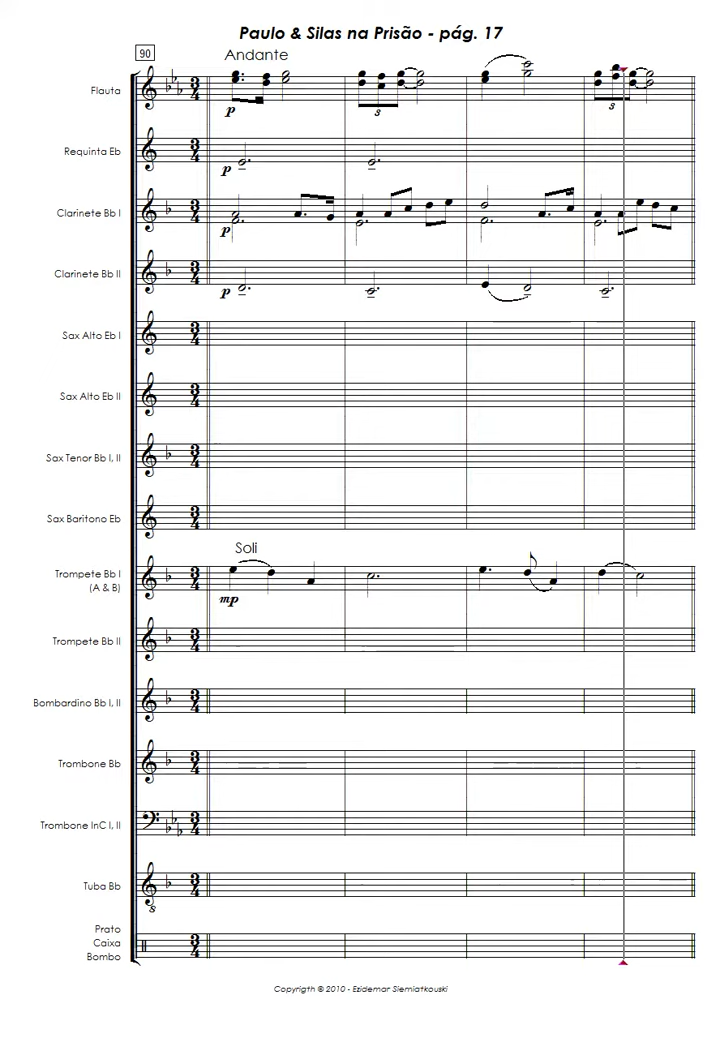 Paulo & Silas na Prisão - pág. 17
90
Andante
Flauta
p
3
3
Requinta Eb
p
Clarinete Bb I
p
Clarinete Bb II
p
Sax Alto Eb I
Sax Alto Eb II
Sax Tenor Bb I, II
Sax Baritono Eb
Soli
Trompete Bb I
(A & B)
mp
Trompete Bb II
Bombardino Bb I, II
Trombone Bb
Trombone InC I, II
Tuba Bb
8
Prato
Caixa
Bombo
Copyrigth © 2010 - Ezidemar Siemiatkouski